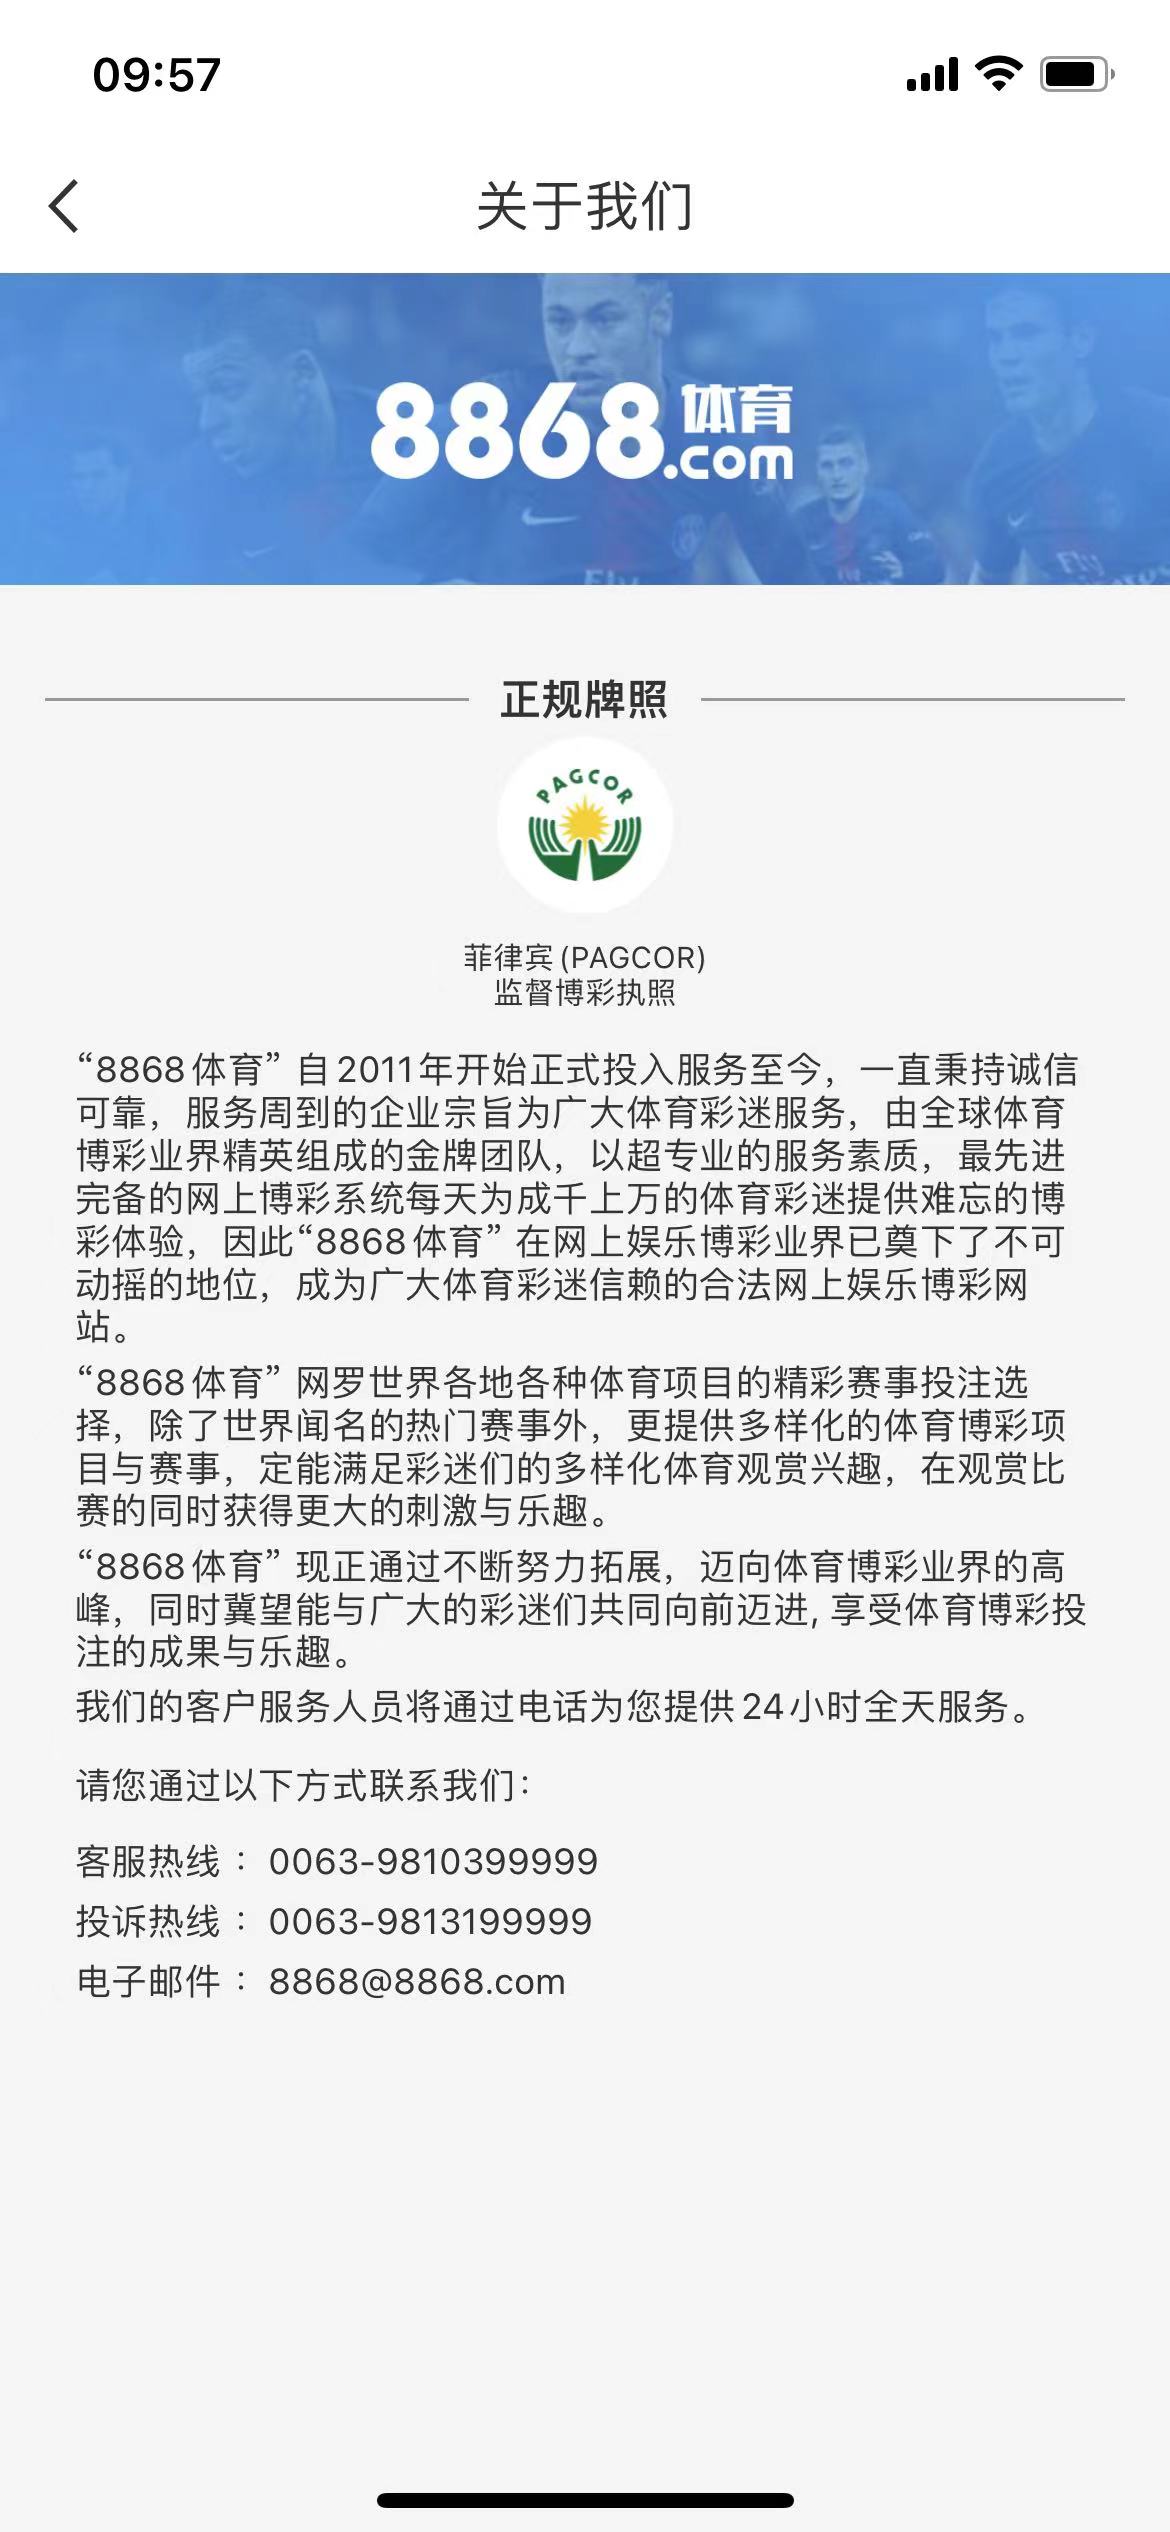 09:57
关于我们
8868体育
.com
正规牌照
PAGCOR
菲律宾(PAGCOR)
监督博彩执照
“8868体育” 自2011年开始正式投入服务至今，一直秉持诚信
可靠，服务周到的企业宗旨为广大体育彩迷服务，由全球体育
博彩业界精英组成的金牌团队，以超专业的服务素质，最先进
完备的网上博彩系统每天为成千上万的体育彩迷提供难忘的博
彩体验，因此“8868体育” 在网上娱乐博彩业界已奠下了不可
动摇的地位，成为广大体育彩迷信赖的合法网上娱乐博彩网
站。
“8868体育” 网罗世界各地各种体育项目的精彩赛事投注选
择，除了世界闻名的热门赛事外，更提供多样化的体育博彩项
目与赛事，定能满足彩迷们的多样化体育观赏兴趣，在观赏比
赛的同时获得更大的刺激与乐趣。
“8868体育” 现正通过不断努力拓展，迈向体育博彩业界的高
峰，同时冀望能与广大的彩迷们共同向前迈进, 享受体育博彩投
注的成果与乐趣。
我们的客户服务人员将通过电话为您提供24小时全天服务。
请您通过以下方式联系我们：
客服热线 ：0063-9810399999
投诉热线 ：0063-9813199999
电子邮件 ：8868@8868.com